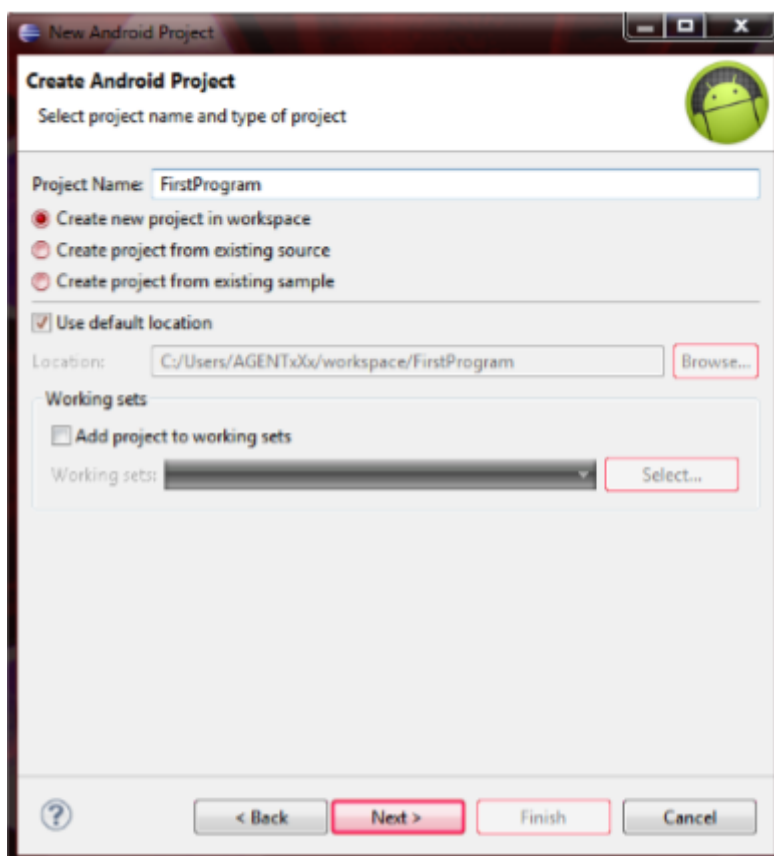 New Android Project
Create Android Project
Select project name and type of project
Project Name: FirstProgram
Create new project in workspace
Create project from existing source
Create project from existing sample
Use default location
Location: C:/Users/AGENTxXx/workspace/FirstProgram Browse...
Working sets
Add project to working sets
Working sets: Select...
? < Back Next > Finish Cancel